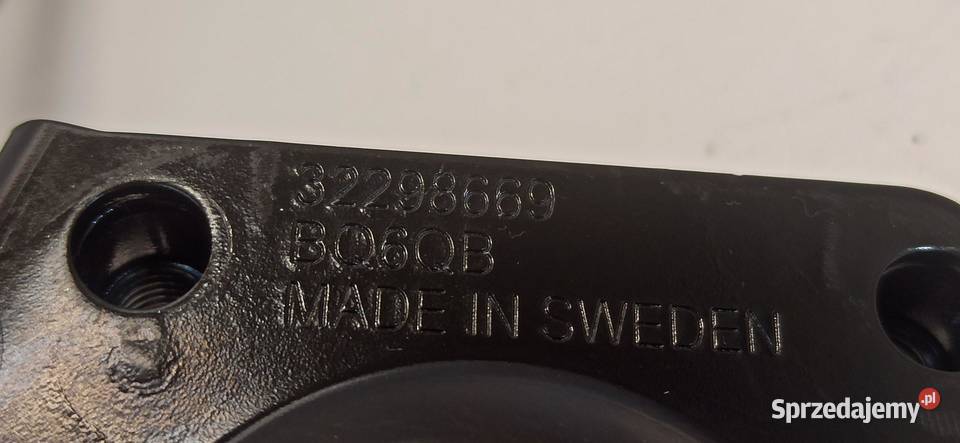 32298669
BQ6QB
MADE IN SWEDEN
Sprzedajemy.pl